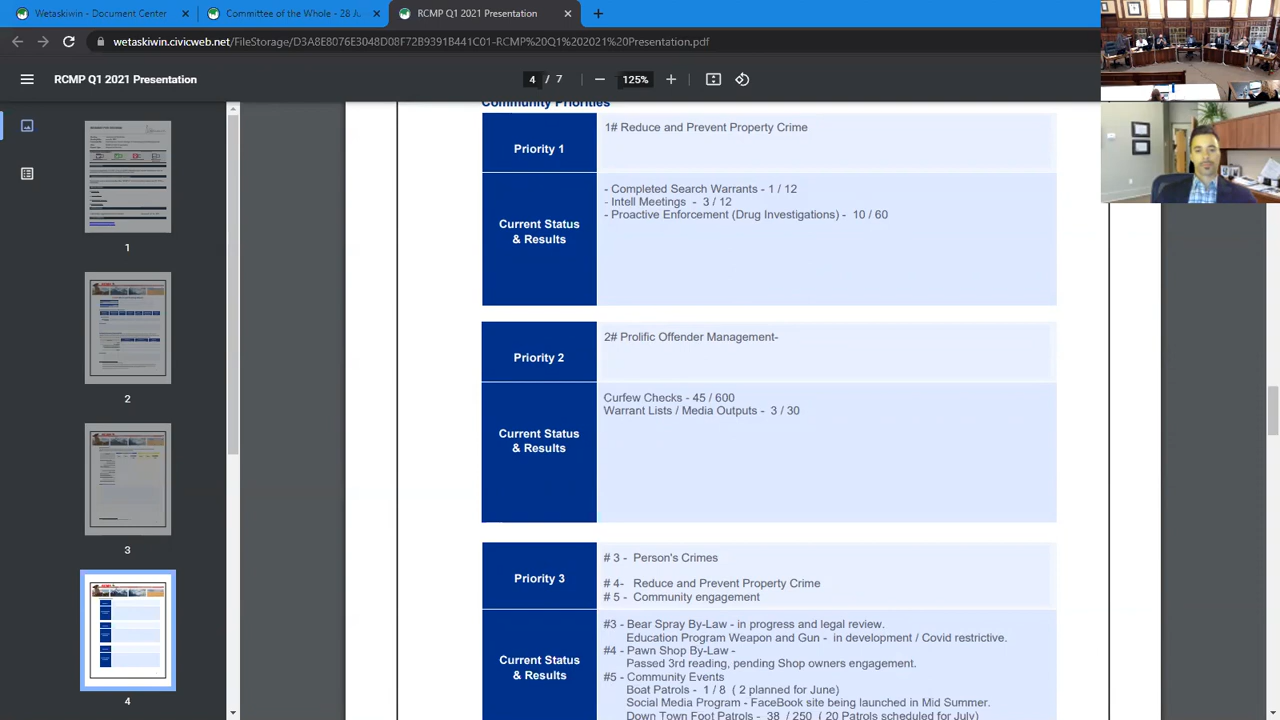 Wetaskiwin - Document Center
Committee of the Whole - 28 Ju
RCMP Q1 2021 Presentation
wetaskiwin.civicweb.net/FileStorage/D3A8E8076E3048D08F72B9391B441C01-RCMP%20Q1%202021%20Presentation.pdf
RCMP Q1 2021 Presentation
4 / 7
125%
Community Priorities
Priority 1
1# Reduce and Prevent Property Crime
Current Status
& Results
- Completed Search Warrants - 1 / 12
- Intell Meetings - 3 / 12
- Proactive Enforcement (Drug Investigations) - 10 / 60
Priority 2
2# Prolific Offender Management-
Current Status
& Results
Curfew Checks - 45 / 600
Warrant Lists / Media Outputs - 3 / 30
Priority 3
# 3 - Person's Crimes
# 4- Reduce and Prevent Property Crime
# 5 - Community engagement
Current Status
& Results
#3 - Bear Spray By-Law - in progress and legal review.
Education Program Weapon and Gun - in development / Covid restrictive.
#4 - Pawn Shop By-Law -
Passed 3rd reading, pending Shop owners engagement.
#5 - Community Events
Boat Patrols - 1 / 8 ( 2 planned for June)
Social Media Program - FaceBook site being launched in Mid Summer.
Down Town Foot Patrols - 38 / 250 ( 20 Patrols scheduled for July)
1
2
3
4